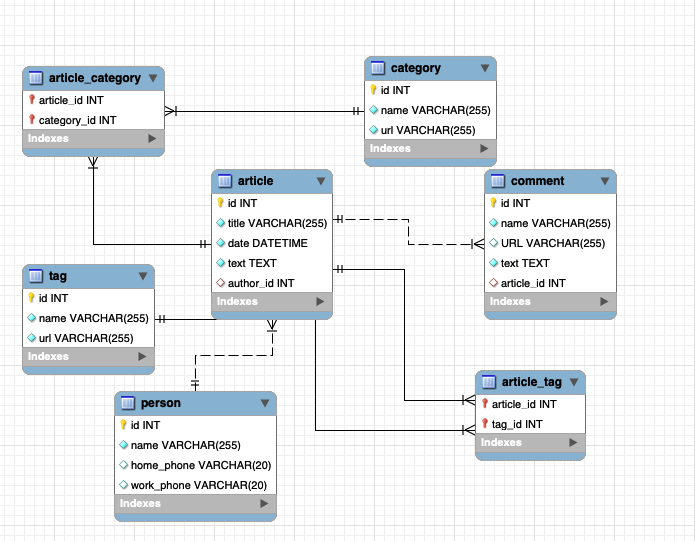 article_category
article_id INT
category_id INT
Indexes
category
id INT
name VARCHAR(255)
url VARCHAR(255)
Indexes
article
id INT
title VARCHAR(255)
date DATETIME
text TEXT
author_id INT
Indexes
comment
id INT
name VARCHAR(255)
URL VARCHAR(255)
text TEXT
article_id INT
Indexes
tag
id INT
name VARCHAR(255)
url VARCHAR(255)
Indexes
person
id INT
name VARCHAR(255)
home_phone VARCHAR(20)
work_phone VARCHAR(20)
Indexes
article_tag
article_id INT
tag_id INT
Indexes